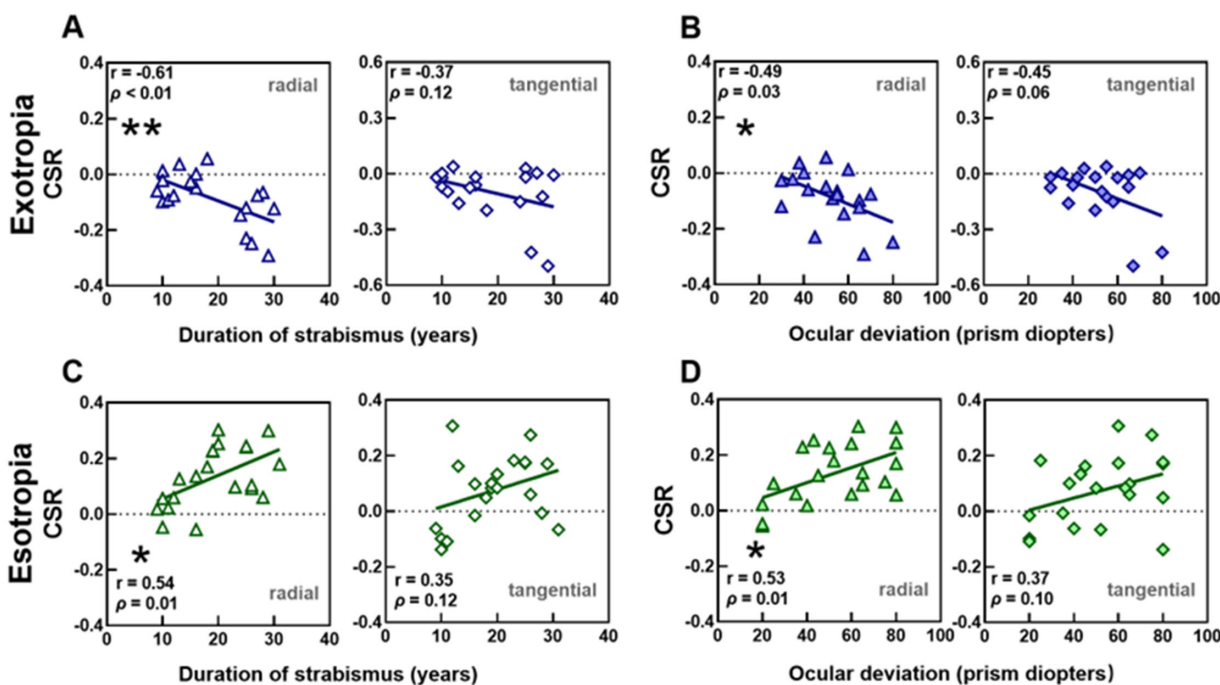 A
B
Exotropia
CSR
0.4
0.2
0.0
-0.2
-0.4
r = -0.61
ρ < 0.01
**
radial
0 10 20 30 40
0.6
0.3
0.0
-0.3
-0.6
r = -0.37
ρ = 0.12
tangential
0 10 20 30 40
Duration of strabismus (years)
CSR
0.4
0.2
0.0
-0.2
-0.4
r = -0.49
ρ = 0.03
*
radial
0 20 40 60 80 100
0.6
0.3
0.0
-0.3
-0.6
r = -0.45
ρ = 0.06
tangential
0 20 40 60 80 100
Ocular deviation (prism diopters)
C
D
Esotropia
CSR
0.4
0.2
0.0
-0.2
-0.4
*
r = 0.54
ρ = 0.01
radial
0 10 20 30 40
0.4
0.2
0.0
-0.2
-0.4
r = 0.35
ρ = 0.12
tangential
0 10 20 30 40
Duration of strabismus (years)
CSR
0.4
0.2
0.0
-0.2
-0.4
*
r = 0.53
ρ = 0.01
radial
0 20 40 60 80 100
0.4
0.2
0.0
-0.2
-0.4
r = 0.37
ρ = 0.10
tangential
0 20 40 60 80 100
Ocular deviation (prism diopters)